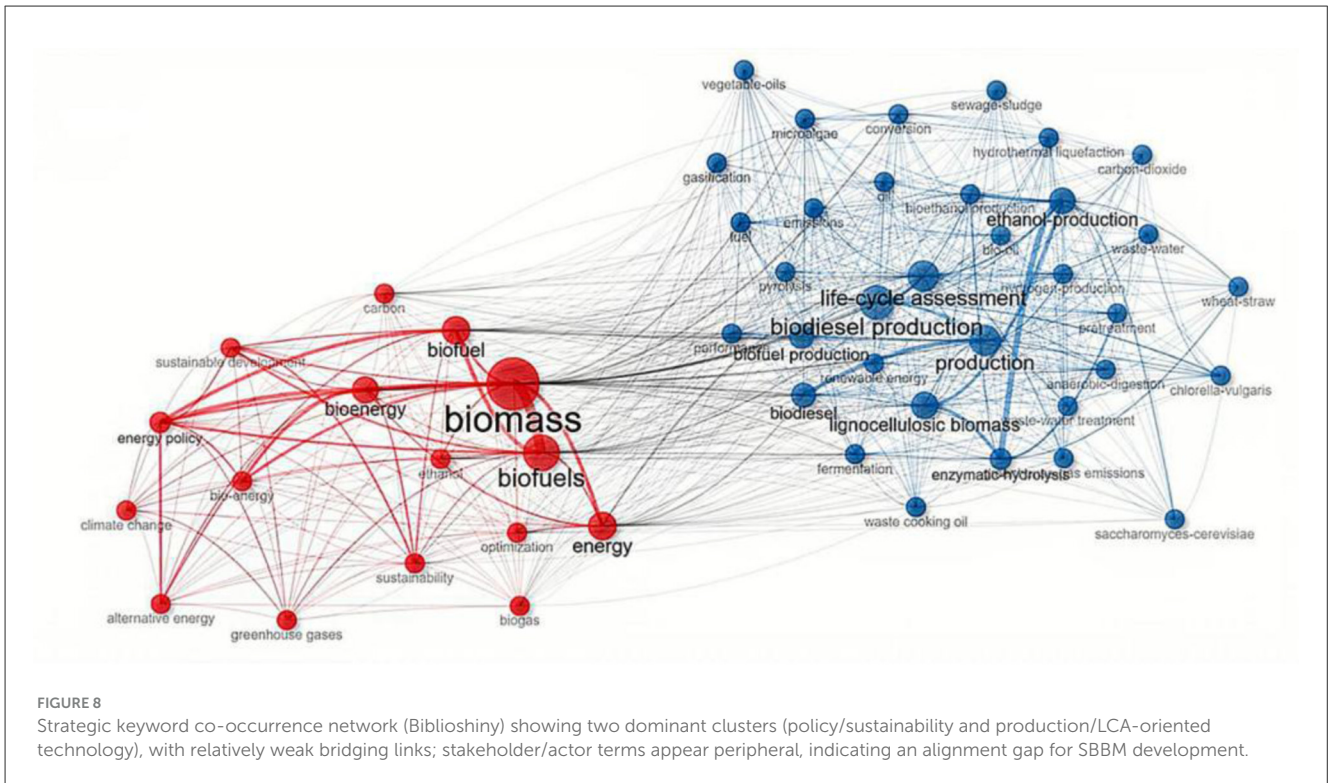 vegetable-oils
sewage-sludge
microalgae
conversion
hydrothermal liquefaction
carbon-dioxide
gasification
oil
bioethanol production
ethanol-production
emissions
fuel
bio-oil
waste-water
pyrolysis
hydrogen-production
wheat-straw
life-cycle assessment
biodiesel production
pretreatment
performance
biofuel production
production
renewable energy
anaerobic-digestion
chlorella-vulgaris
biodiesel
lignocellulosic biomass
treatment
fermentation
enzymatic-hydrolysis
emissions
waste cooking oil
saccharomyces-cerevisiae
carbon
biofuel
sustainable development
bioenergy
biomass
energy policy
ethanol
biofuels
bio-energy
climate change
optimization
energy
sustainability
alternative energy
greenhouse gases
biogas
FIGURE 8
Strategic keyword co-occurrence network (Biblioshiny) showing two dominant clusters (policy/sustainability and production/LCA-oriented
technology), with relatively weak bridging links; stakeholder/actor terms appear peripheral, indicating an alignment gap for SBBM development.